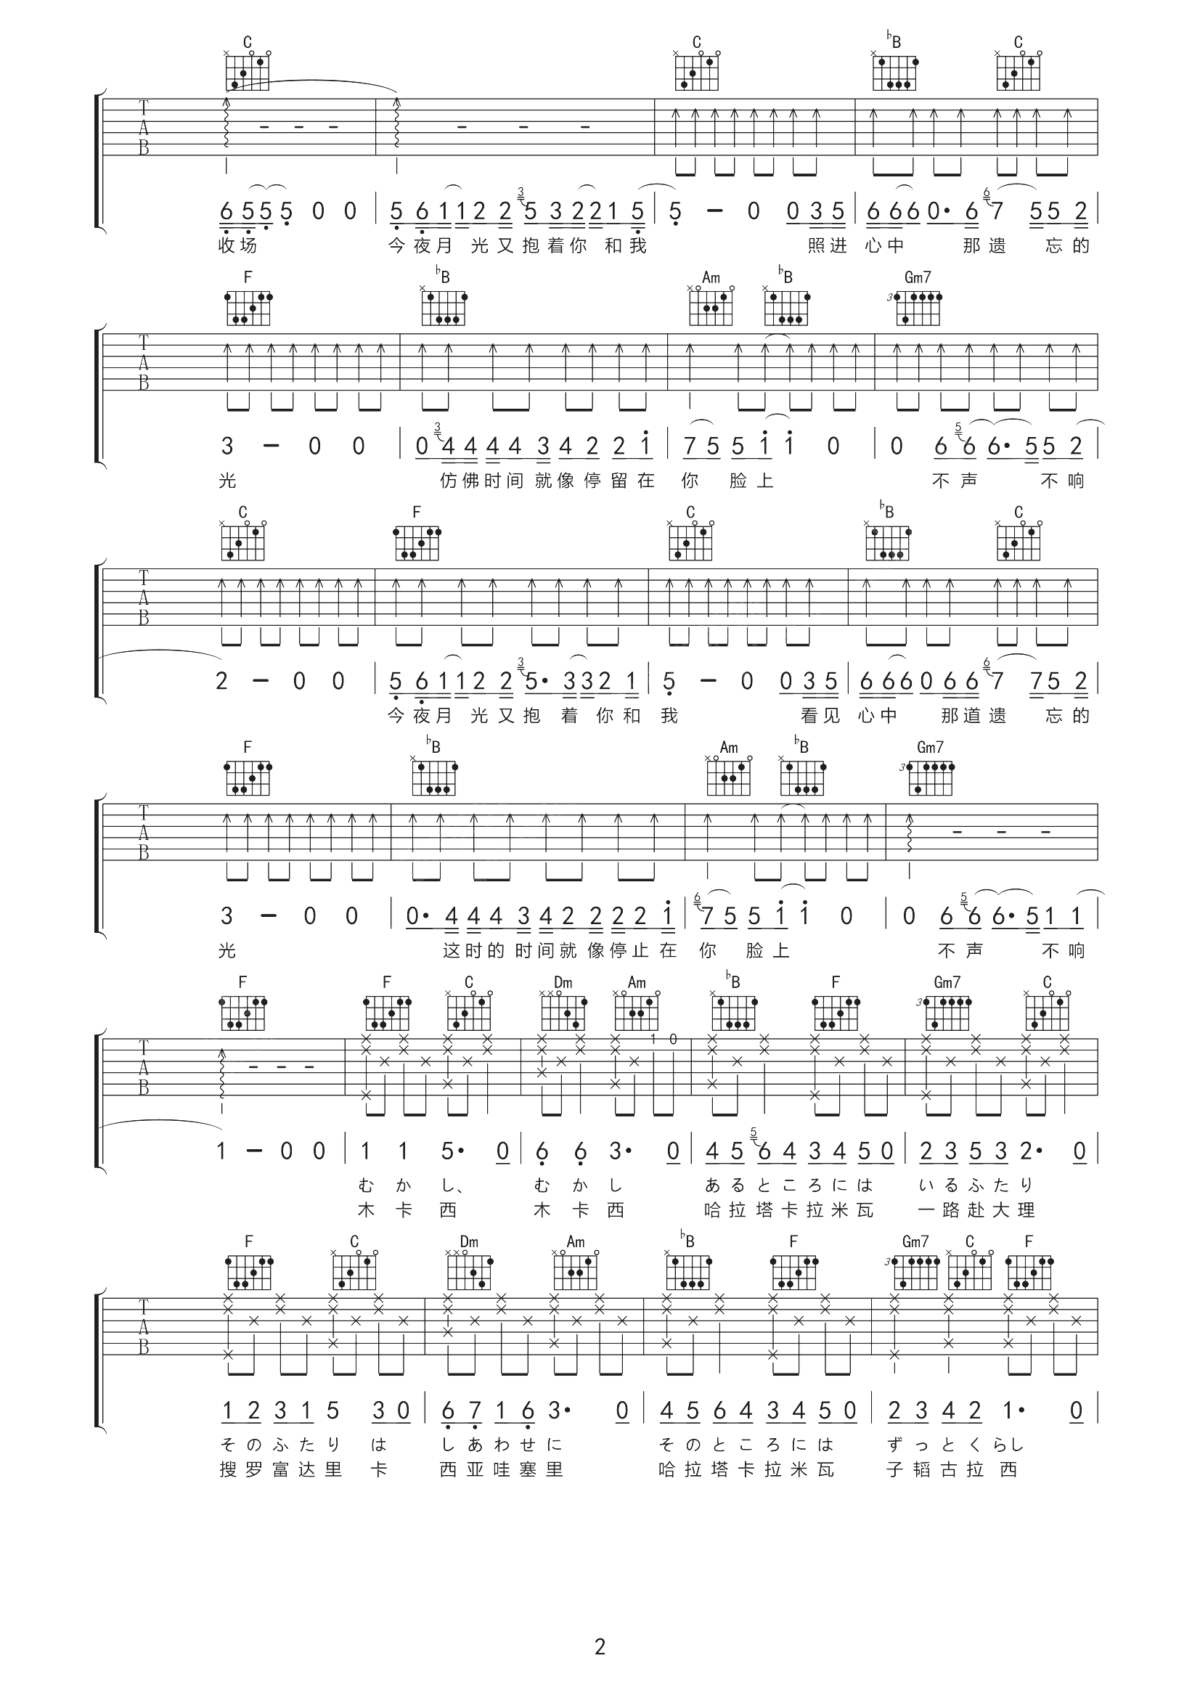 C C ♭B C
T A B
6 5 5 5 0 0 | 5 6 1 1 2 2 3 5 3 2 2 1 5 | 5 — 0 0 3 5 | 6 6 6 0· 6 6 7 5 5 2 |
收场 今夜月 光又抱着你 和我 照进 心中 那遗 忘的
F ♭B Am ♭B Gm7
3
T A B
3 — 0 0 | 0 3 4 4 4 4 3 4 2 2 1 | 7 5 5 1 1 0 | 0 6 5 6 6· 5 5 2 |
光 仿佛时间 就像停留在 你 脸上 不声 不响
C F C ♭B C
T A B
2 — 0 0 | 5 6 1 1 2 2 3 5· 3 3 2 1 | 5 — 0 0 3 5 | 6 6 6 0 6 6 6 7 7 5 2 |
今夜月 光又抱 着 你和 我 看见 心中 那道遗 忘的
F ♭B Am ♭B Gm7
3
T A B
3 — 0 0 | 0· 4 4 4 3 4 2 2 2 2 1 | 6 7 5 5 1 1 0 | 0 6 5 6 6· 5 1 1 |
光 这时的 时间就 像停止在 你 脸上 不声 不响
F F C Dm Am ♭B F Gm7 C
3
T A B 1 0
1 — 0 0 | 1 1 5· 0 | 6 6 3· 0 | 4 5 5 6 4 3 4 5 0 | 2 3 5 3 2· 0 |
むかし、 むかし あるところには いるふたり
木卡西 木卡西 哈拉塔卡拉米瓦 一路赴大理
F C Dm Am ♭B F Gm7 C F
3
T A B
1 2 3 1 5 3 0 | 6 7 1 6 3· 0 | 4 5 6 4 3 4 5 0 | 2 3 4 2 1· 0 |
そのふたりは しあわせに そのところには ずっとくらし
搜罗富达里卡 西亚哇塞里 哈拉塔卡拉米瓦 子韬古拉西
2